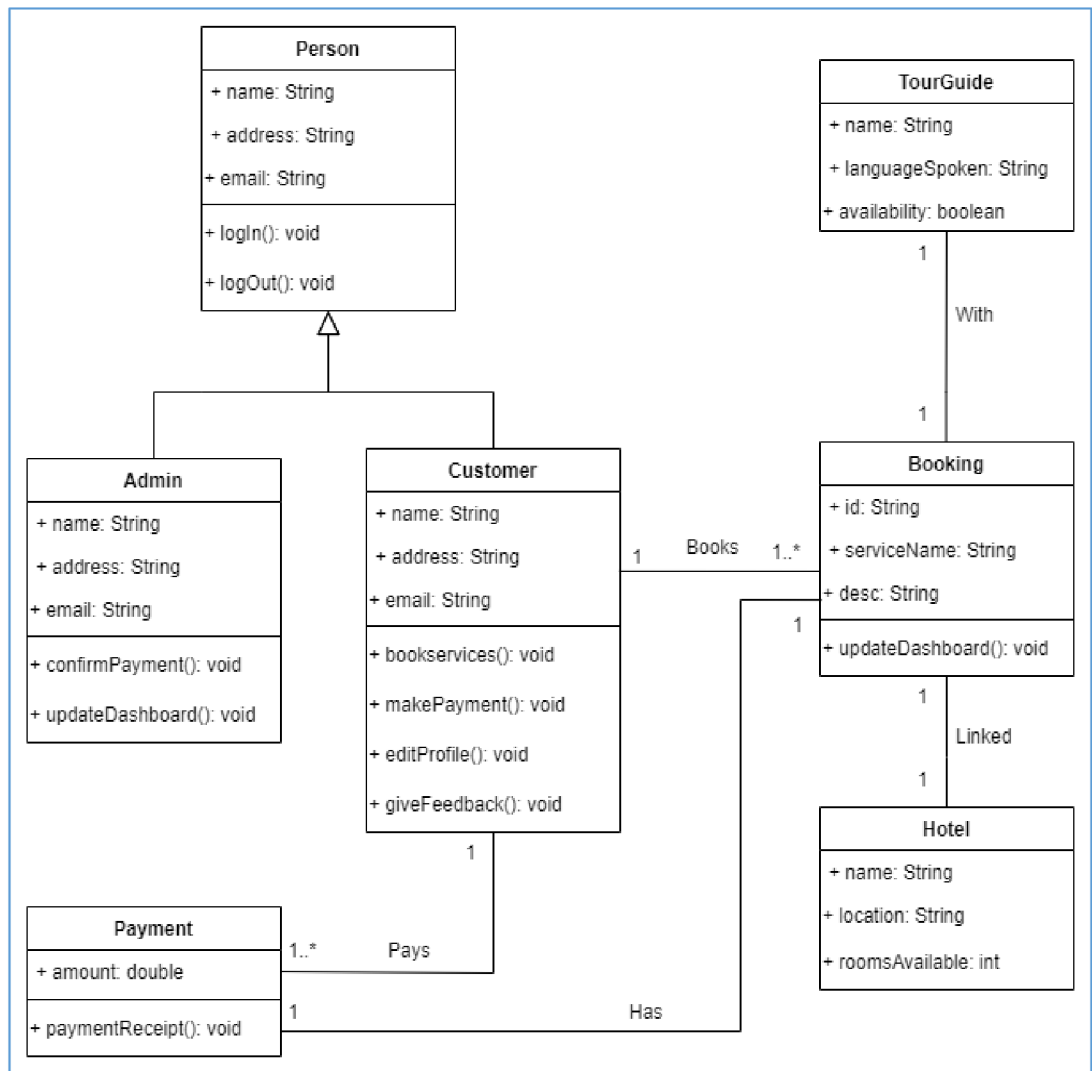 Person
+ name: String
+ address: String
+ email: String
+ logIn(): void
+ logOut(): void
TourGuide
+ name: String
+ languageSpoken: String
+ availability: boolean
1
With
1
Admin
+ name: String
+ address: String
+ email: String
+ confirmPayment(): void
+ updateDashboard(): void
Customer
+ name: String
+ address: String
+ email: String
+ bookservices(): void
+ makePayment(): void
+ editProfile(): void
+ giveFeedback(): void
1 Books 1..*
Booking
+ id: String
+ serviceName: String
+ desc: String
+ updateDashboard(): void
1
1
Linked
1
Hotel
+ name: String
+ location: String
+ roomsAvailable: int
1
Payment
+ amount: double
+ paymentReceipt(): void
1..* Pays
1 Has